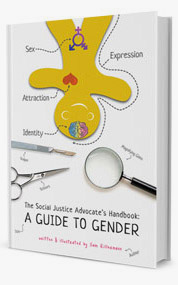 Sex
Expression
Attraction
Identity
The Social Justice Advocate's Handbook:
A GUIDE TO GENDER
written & illustrated by Sam Killermann